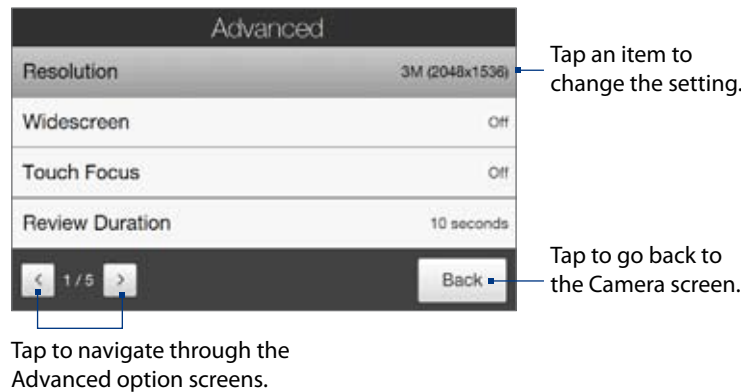 Advanced
Resolution 3M (2048x1536)
Tap an item to
change the setting.
Widescreen Off
Touch Focus Off
Review Duration 10 seconds
< 1 / 5 > Back
Tap to go back to
the Camera screen.
Tap to navigate through the
Advanced option screens.